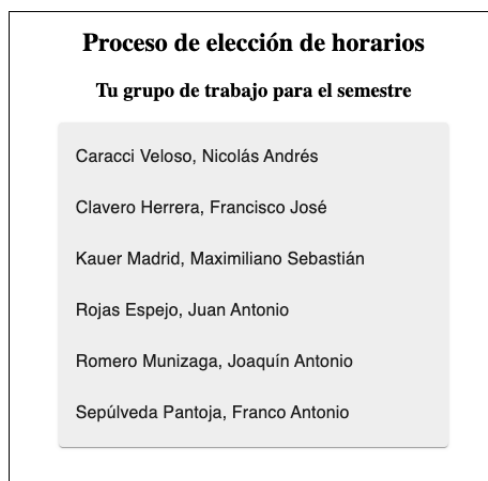 Proceso de elección de horarios
Tu grupo de trabajo para el semestre
Caracci Veloso, Nicolás Andrés
Clavero Herrera, Francisco José
Kauer Madrid, Maximiliano Sebastián
Rojas Espejo, Juan Antonio
Romero Munizaga, Joaquín Antonio
Sepúlveda Pantoja, Franco Antonio